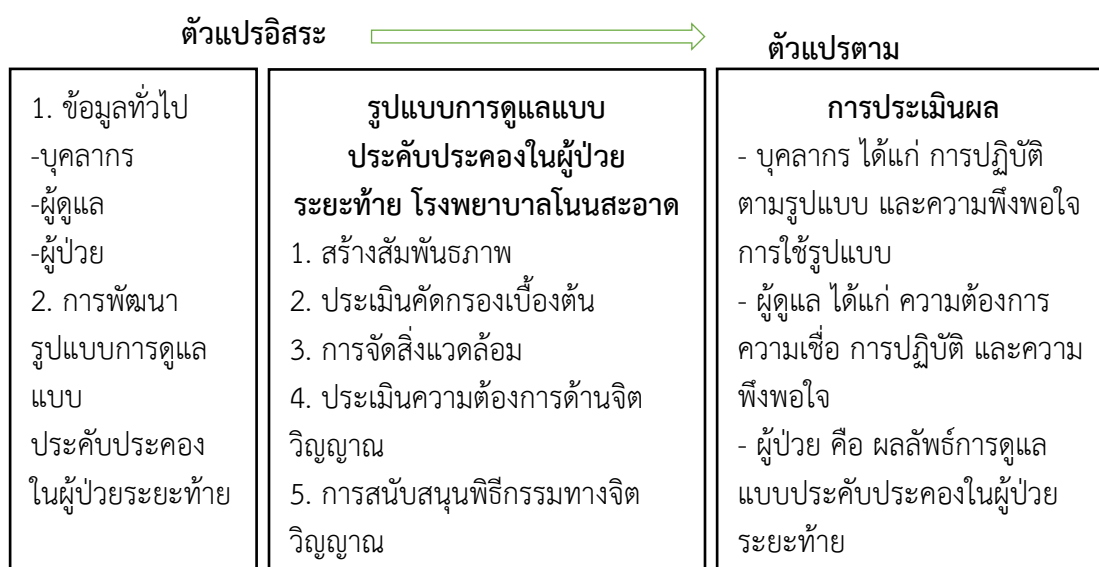 ตัวแปรอิสระ
ตัวแปรตาม
1. ข้อมูลทั่วไป
-บุคลากร
-ผู้ดูแล
-ผู้ป่วย
2. การพัฒนา
รูปแบบการดูแล
แบบ
ประคับประคอง
ในผู้ป่วยระยะท้าย
รูปแบบการดูแลแบบ
ประคับประคองในผู้ป่วย
ระยะท้าย โรงพยาบาลโนนสะอาด
1. สร้างสัมพันธภาพ
2. ประเมินคัดกรองเบื้องต้น
3. การจัดสิ่งแวดล้อม
4. ประเมินความต้องการด้านจิต
วิญญาณ
5. การสนับสนุนพิธีกรรมทางจิต
วิญญาณ
การประเมินผล
- บุคลากร ได้แก่ การปฏิบัติ
ตามรูปแบบ และความพึงพอใจ
การใช้รูปแบบ
- ผู้ดูแล ได้แก่ ความต้องการ
ความเชื่อ การปฏิบัติ และความ
พึงพอใจ
- ผู้ป่วย คือ ผลลัพธ์การดูแล
แบบประคับประคองในผู้ป่วย
ระยะท้าย